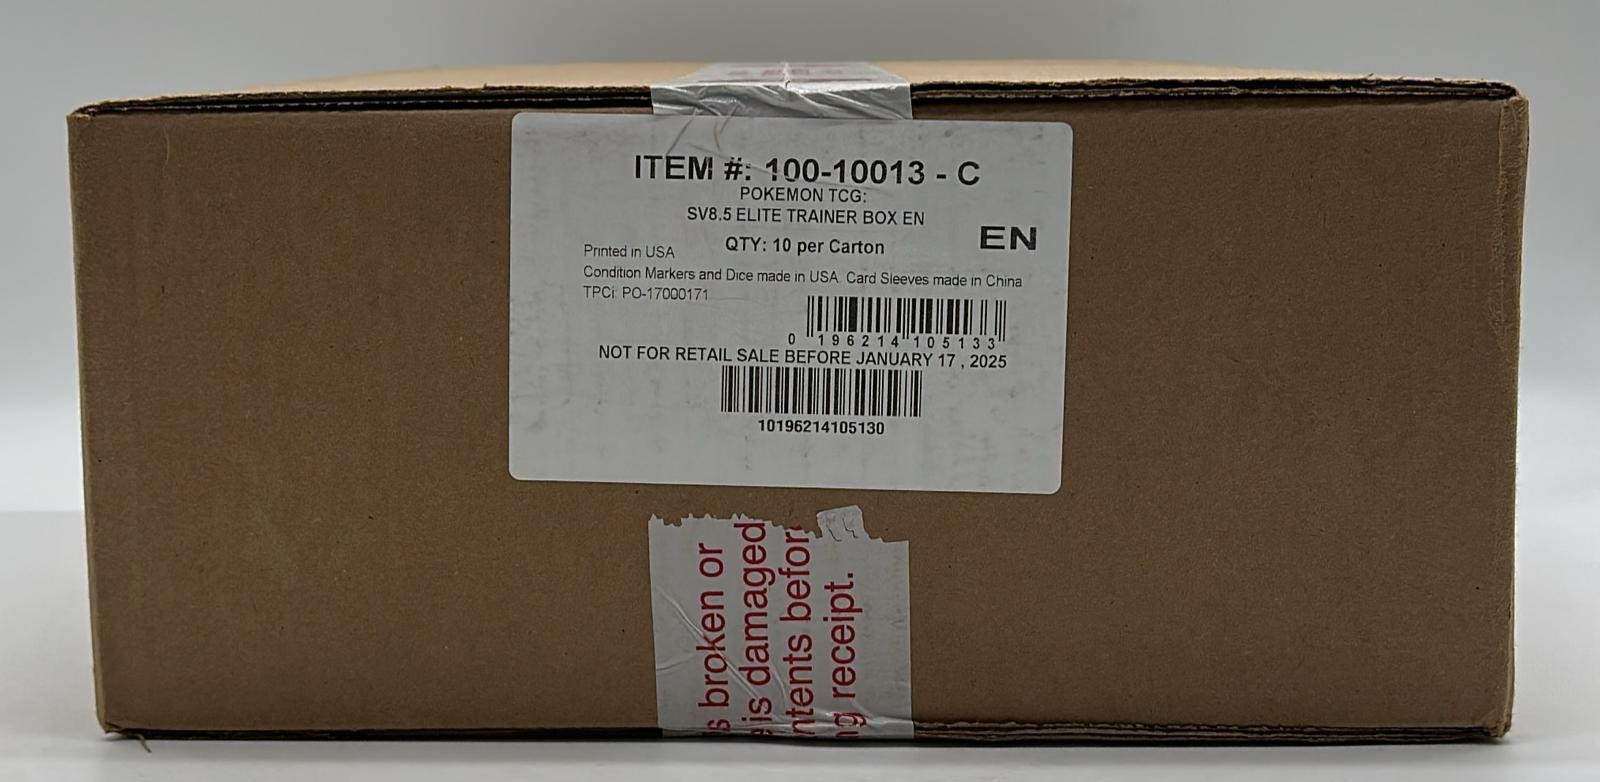 ITEM #: 100-10013 - C
POKEMON TCG:
SV8.5 ELITE TRAINER BOX EN
EN
QTY: 10 per Carton
Printed in USA
Condition Markers and Dice made in USA. Card Sleeves made in China
TPCi: PO-17000171
0 196214 105133
NOT FOR RETAIL SALE BEFORE JANUARY 17 , 2025
10196214105130
s broken or
is damaged
ntents before
ng receipt.